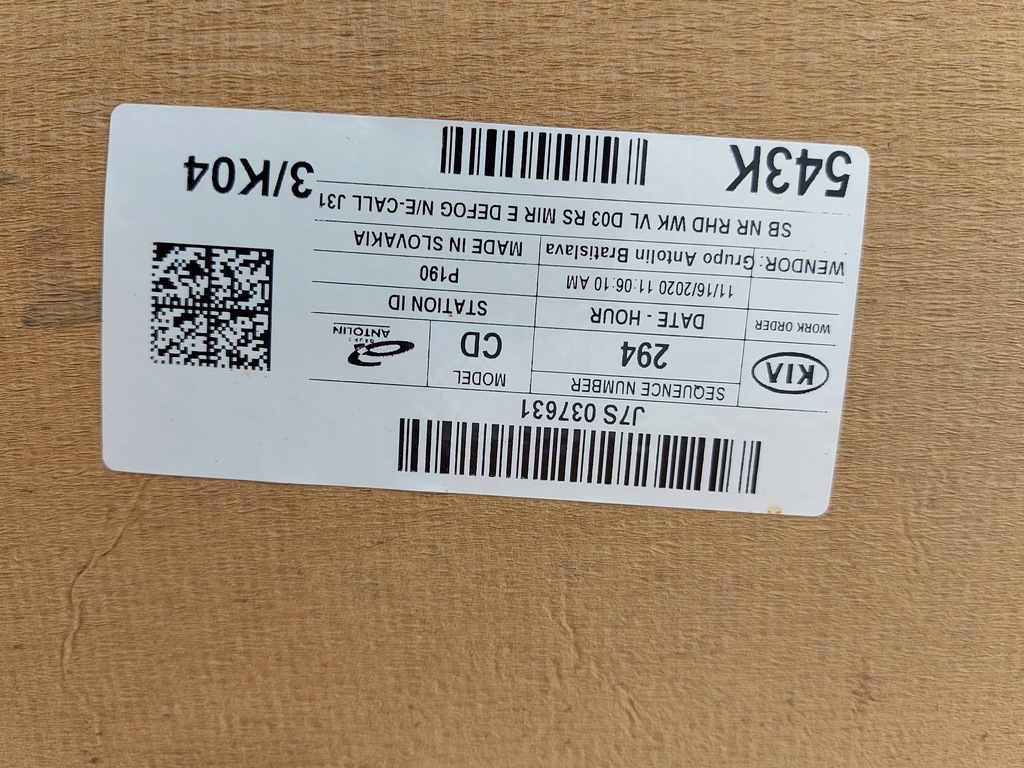 J7S 037631
KIA
SEQUENCE NUMBER
294
MODEL
CD
GRUPO
ANTOLIN
WORK ORDER
DATE - HOUR
STATION ID
11/16/2020 11:06:10 AM
P190
WENDOR: Grupo Antolin Bratislava
MADE IN SLOVAKIA
SB NR RHD WK VL D03 RS MIR E DEFOG N/E-CALL J31
543K
3/K04